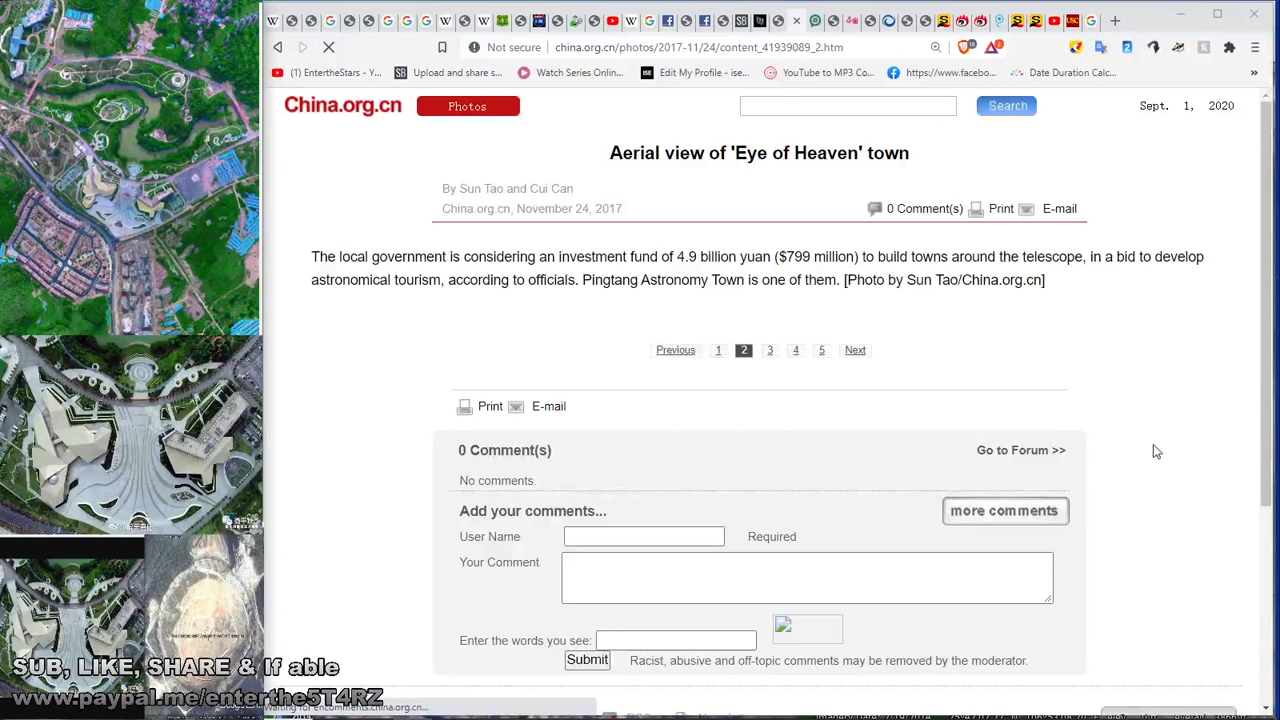 Not secure
china.org.cn/photos/2017-11/24/content_41939089_2.htm
(1) EntertheStars - Y...
Upload and share s...
Watch Series Onlin...
Edit My Profile - ise...
YouTube to MP3 Co...
https://www.facebo...
Date Duration Calc...
China.org.cn
Photos
Search
Sept. 1, 2020
Aerial view of 'Eye of Heaven' town
By Sun Tao and Cui Can
China.org.cn, November 24, 2017
0 Comment(s)
Print
E-mail
The local government is considering an investment fund of 4.9 billion yuan ($799 million) to build towns around the telescope, in a bid to develop
astronomical tourism, according to officials. Pingtang Astronomy Town is one of them. [Photo by Sun Tao/China.org.cn]
Previous 1 2 3 4 5 Next
Print
E-mail
0 Comment(s)
Go to Forum >>
No comments.
Add your comments...
more comments
User Name
Required
Your Comment
Enter the words you see:
Submit
Racist, abusive and off-topic comments may be removed by the moderator.
SUB, LIKE, SHARE & If able
www.paypal.me/enterthe5T4RZ
Waiting for encomments.china.org.cn...